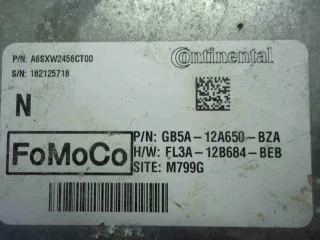 P/N: A6SXW2456CT00
S/N: 182125718
Continental
N
FoMoCo
P/N: GB5A-12A650-BZA
H/W: FL3A-12B684-BEB
SITE: M799G